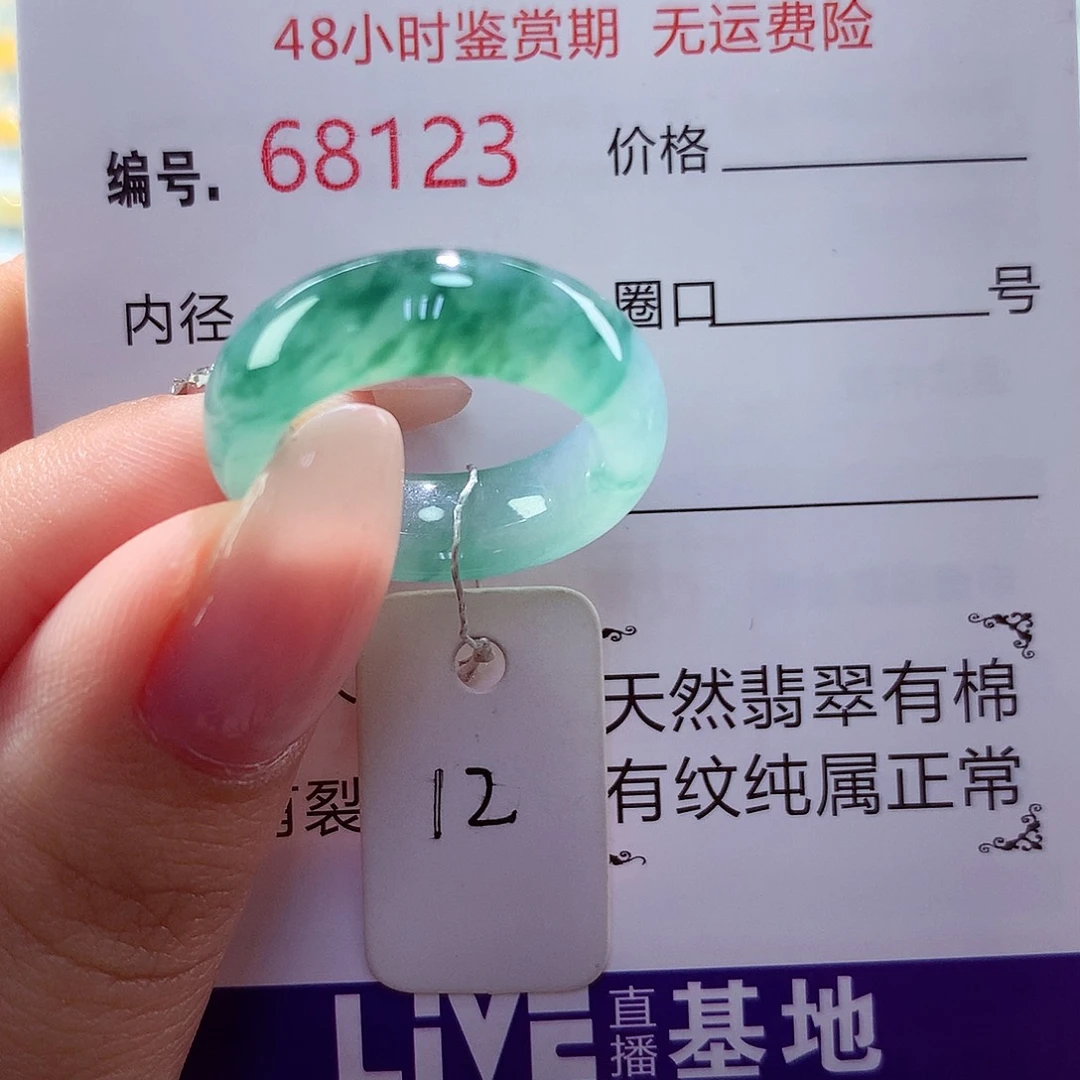 48小时鉴赏期 无运费险
编号. 68123 价格
内径 圈口 号
天然翡翠有棉
裂 有纹纯属正常
12
LiVE 直播 基地